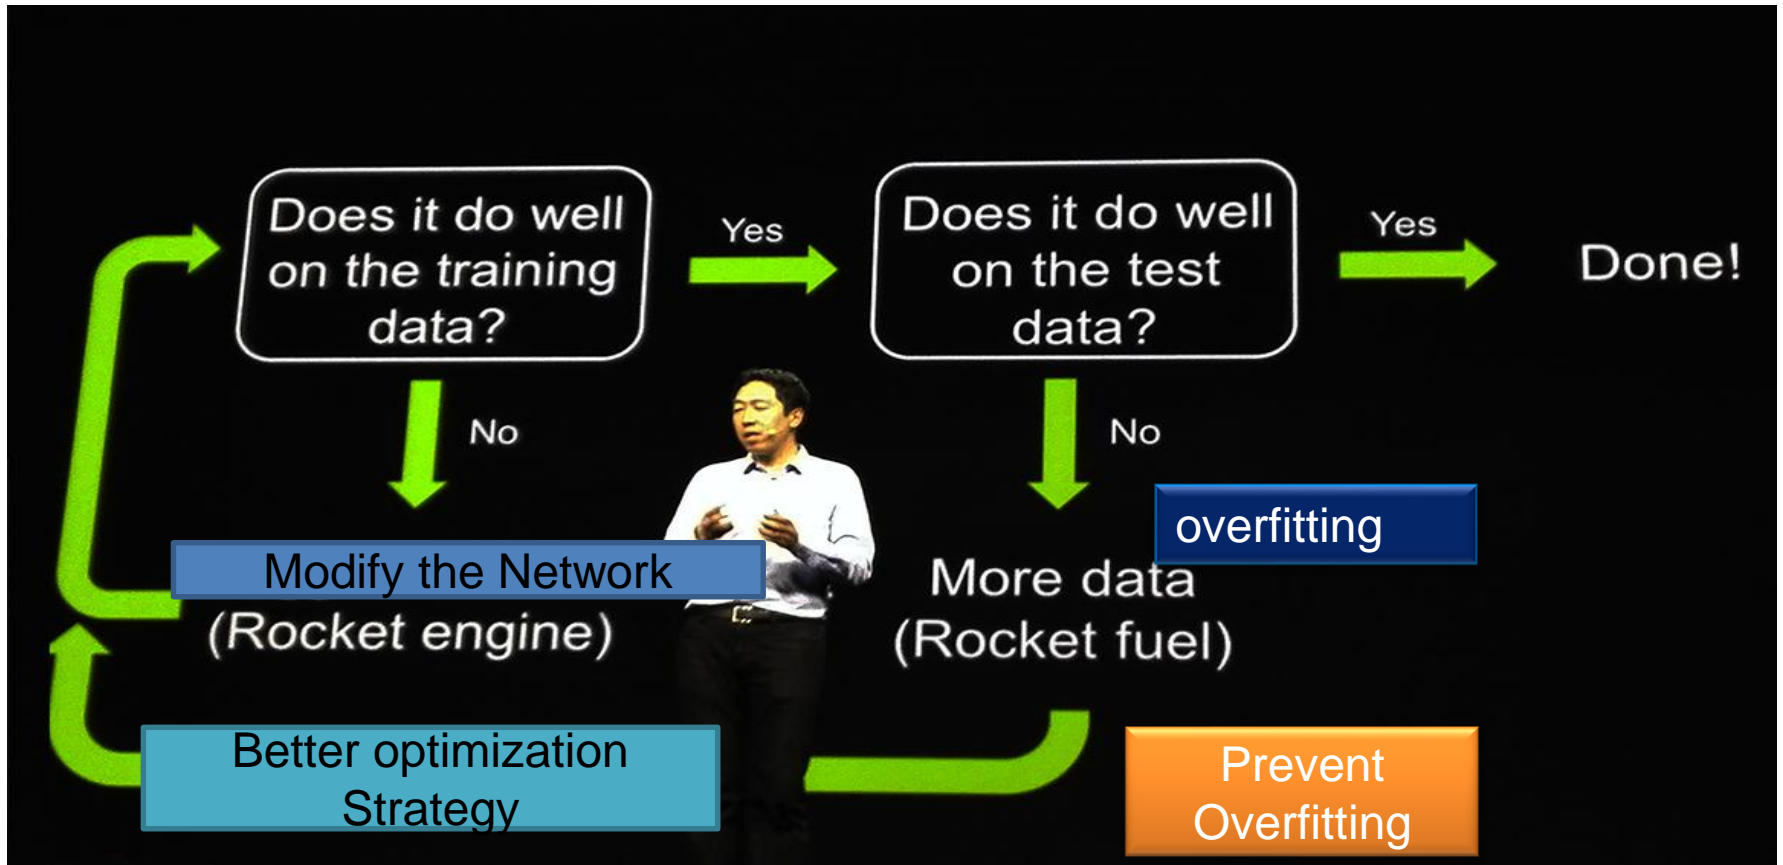 Does it do well
on the training
data?
Yes
Does it do well
on the test
data?
Yes
Done!
No
No
overfitting
Modify the Network
(Rocket engine)
More data
(Rocket fuel)
Better optimization
Strategy
Prevent
Overfitting